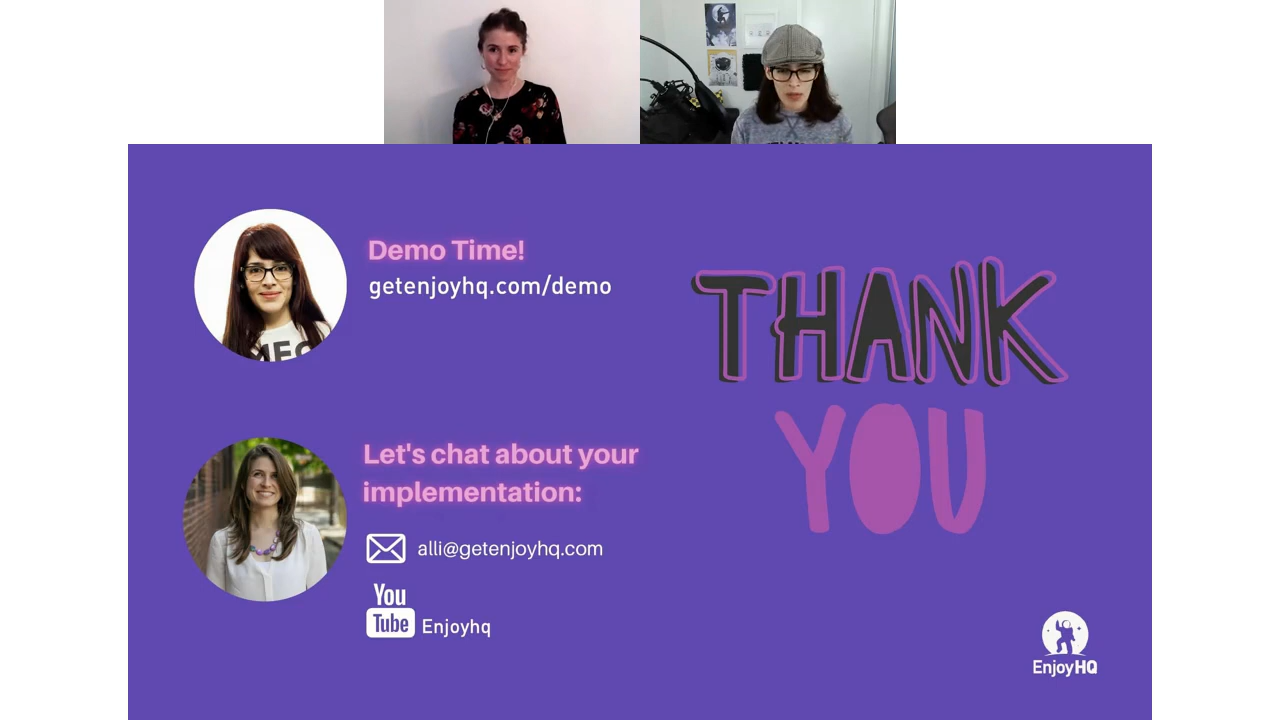 Demo Time!
getenjoyhq.com/demo
THANK
YOU
Let's chat about your
implementation:
alli@getenjoyhq.com
You
Tube Enjoyhq
EnjoyHQ